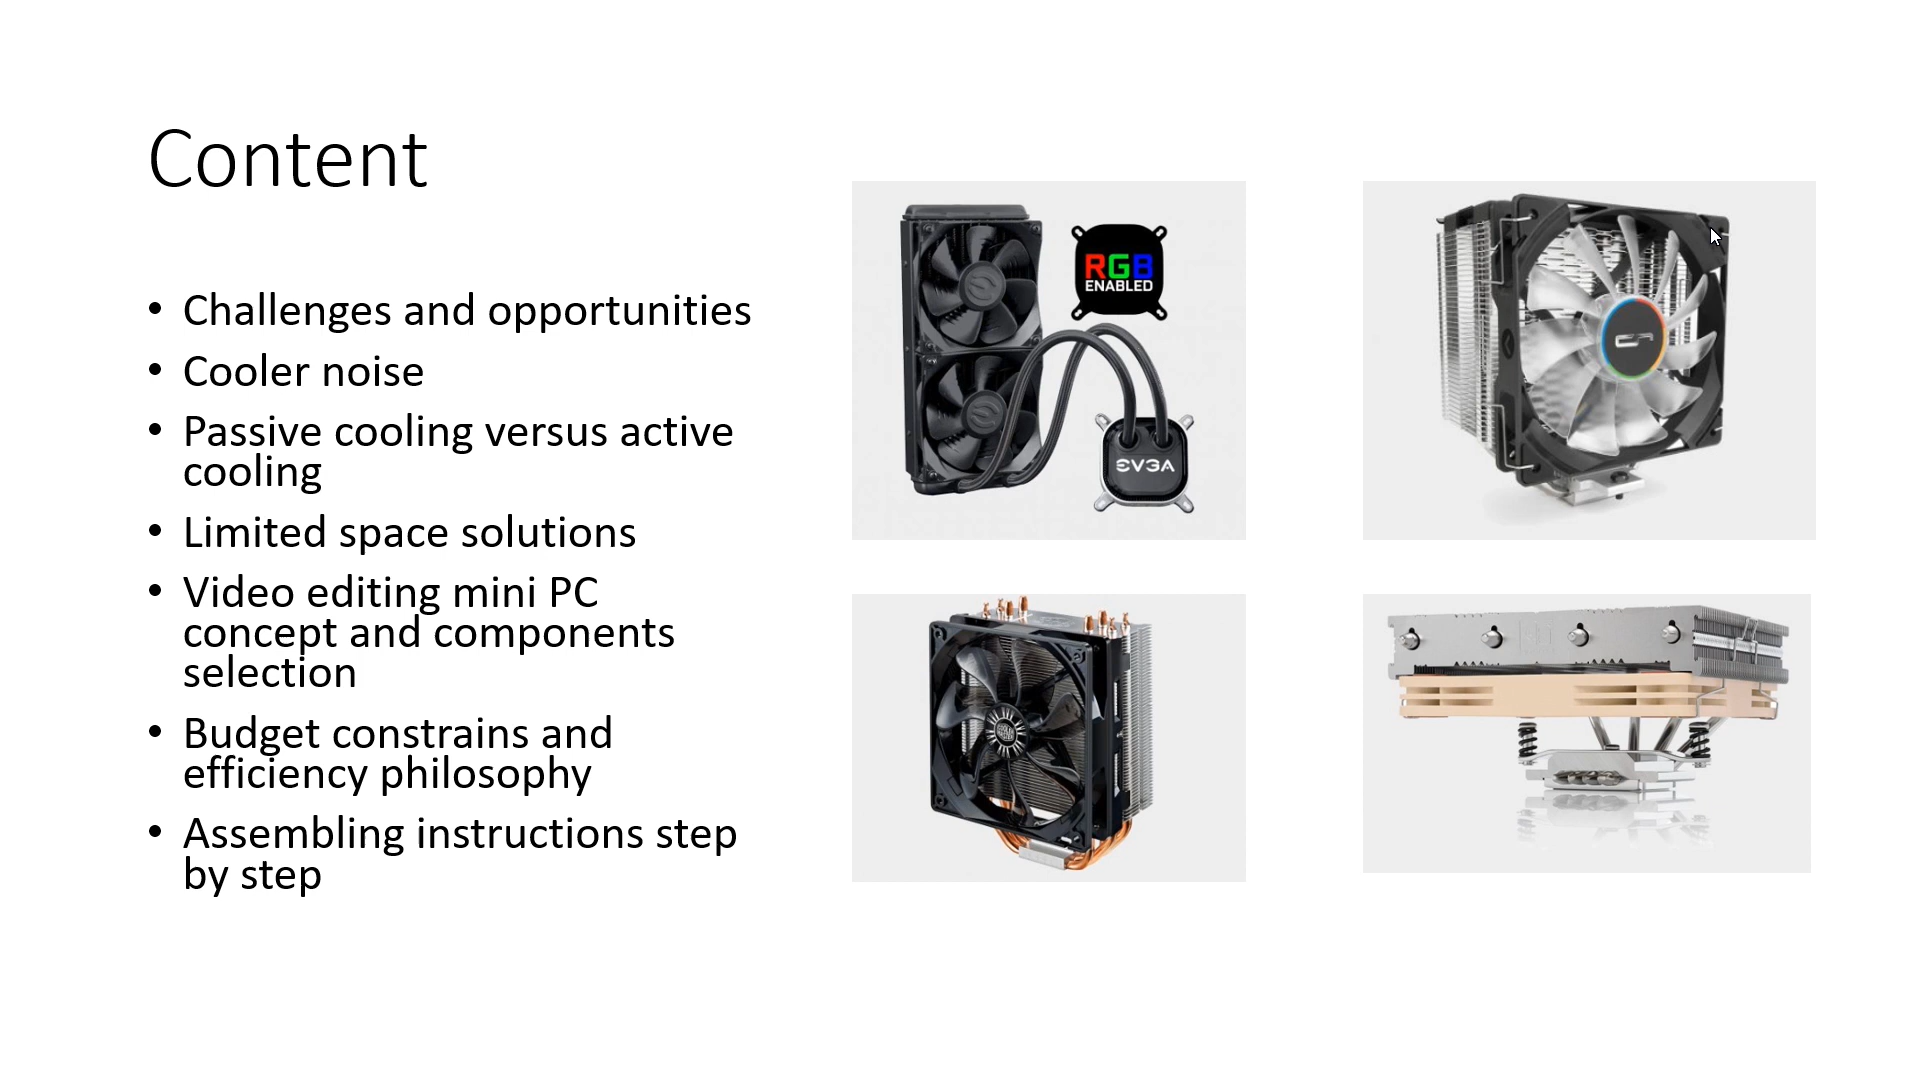 Content
• Challenges and opportunities
• Cooler noise
• Passive cooling versus active
cooling
• Limited space solutions
• Video editing mini PC
concept and components
selection
• Budget constrains and
efficiency philosophy
• Assembling instructions step
by step
RGB
ENABLED
EVGA